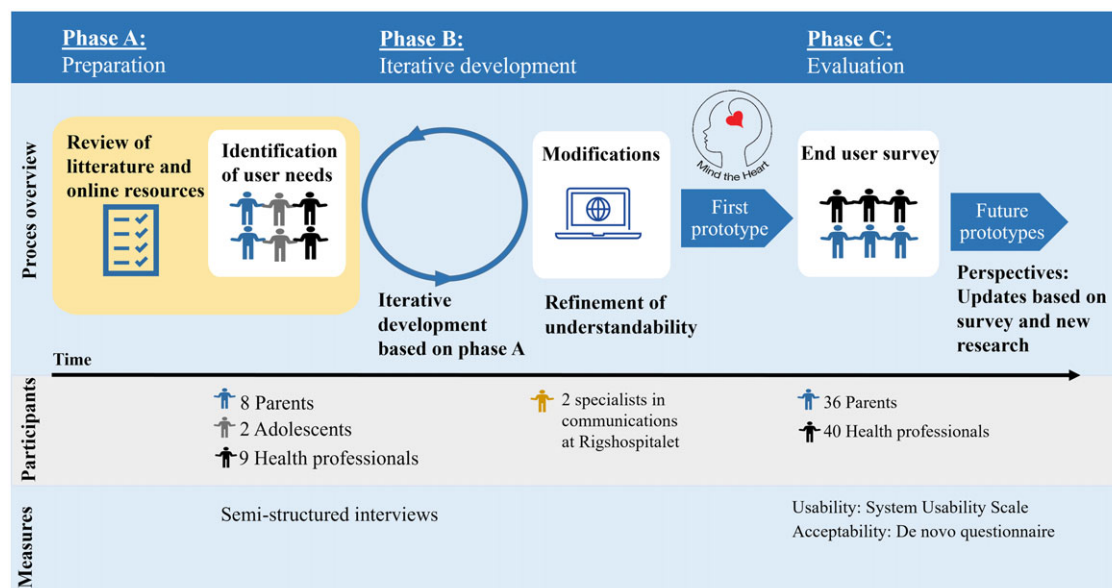 Phase A:
Preparation
Phase B:
Iterative development
Phase C:
Evaluation
Proces overview
Review of
litterature and
online resources
Identification
of user needs
Iterative
development
based on phase A
Modifications
Refinement of
understandability
Mind the Heart
First
prototype
End user survey
Future
prototypes
Perspectives:
Updates based on
survey and new
research
Time
Participants
8 Parents
2 Adolescents
9 Health professionals
2 specialists in
communications
at Rigshospitalet
36 Parents
40 Health professionals
Measures
Semi-structured interviews
Usability: System Usability Scale
Acceptability: De novo questionnaire